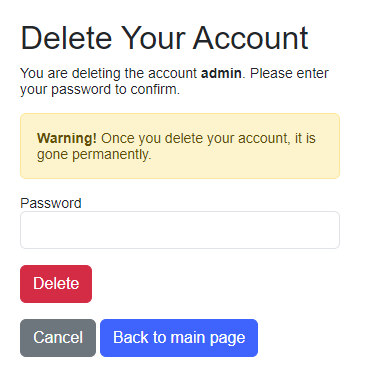 Delete Your Account
You are deleting the account admin. Please enter
your password to confirm.
Warning! Once you delete your account, it is
gone permanently.
Password
Delete
Cancel Back to main page